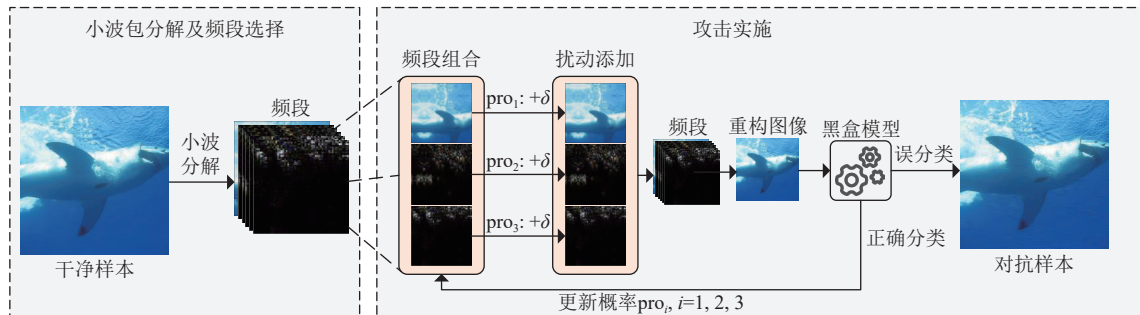 小波包分解及频段选择
攻击实施
频段组合
扰动添加
频段
小波
分解
干净样本
pro₁: +δ
pro₂: +δ
pro₃: +δ
频段
重构图像
黑盒模型
误分类
正确分类
对抗样本
更新概率proᵢ, i=1, 2, 3